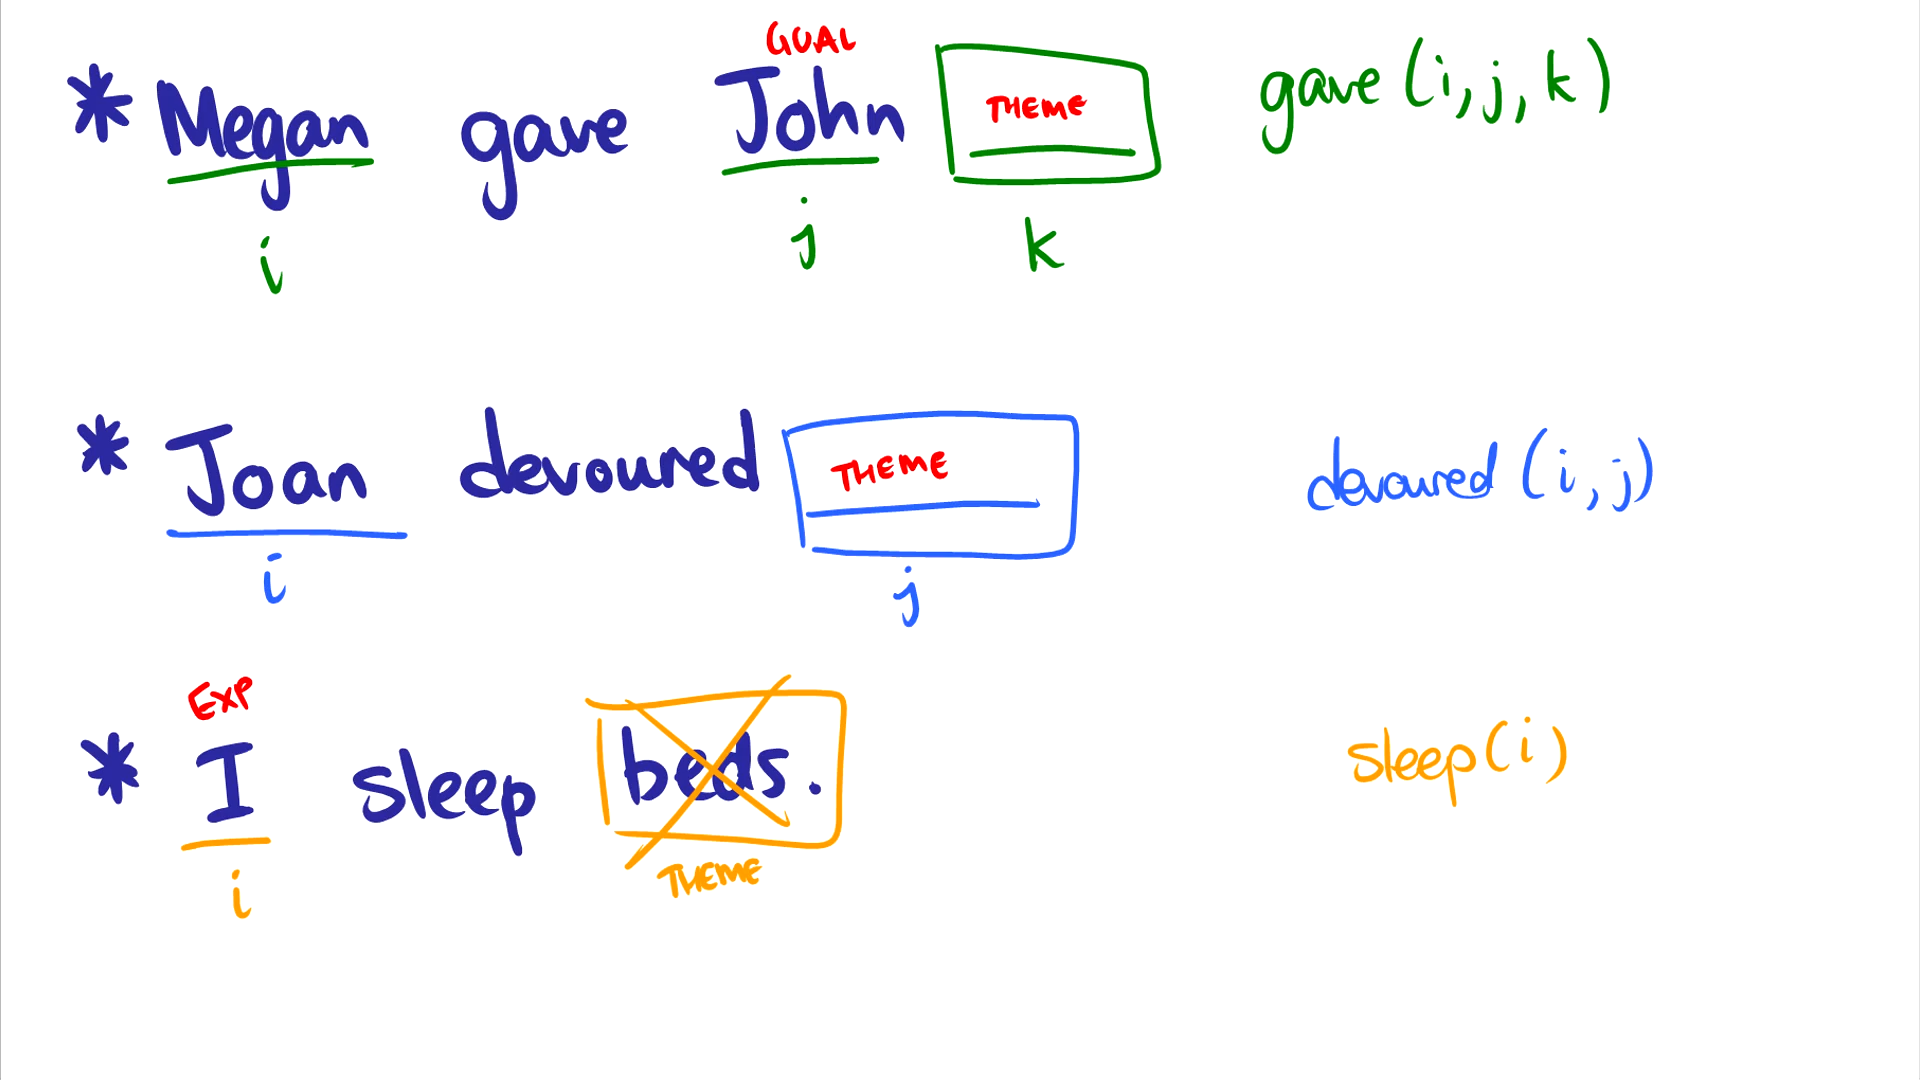 GOAL
* Megan gave John THEME gave (i, j, k)
i j k
* Joan devoured THEME devoured (i, j)
i j
EXP
* I sleep beds. sleep (i)
THEME
i